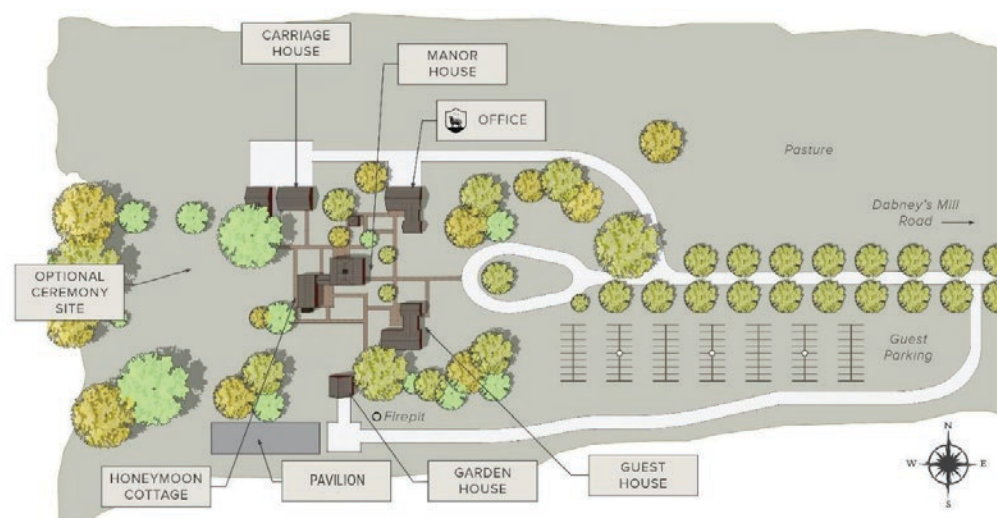 CARRIAGE
HOUSE
MANOR
HOUSE
OFFICE
Pasture
Dabney's Mill
Road
OPTIONAL
CEREMONY
SITE
Guest
Parking
Firepit
HONEYMOON
COTTAGE
PAVILION
GARDEN
HOUSE
GUEST
HOUSE
N
W
E
S